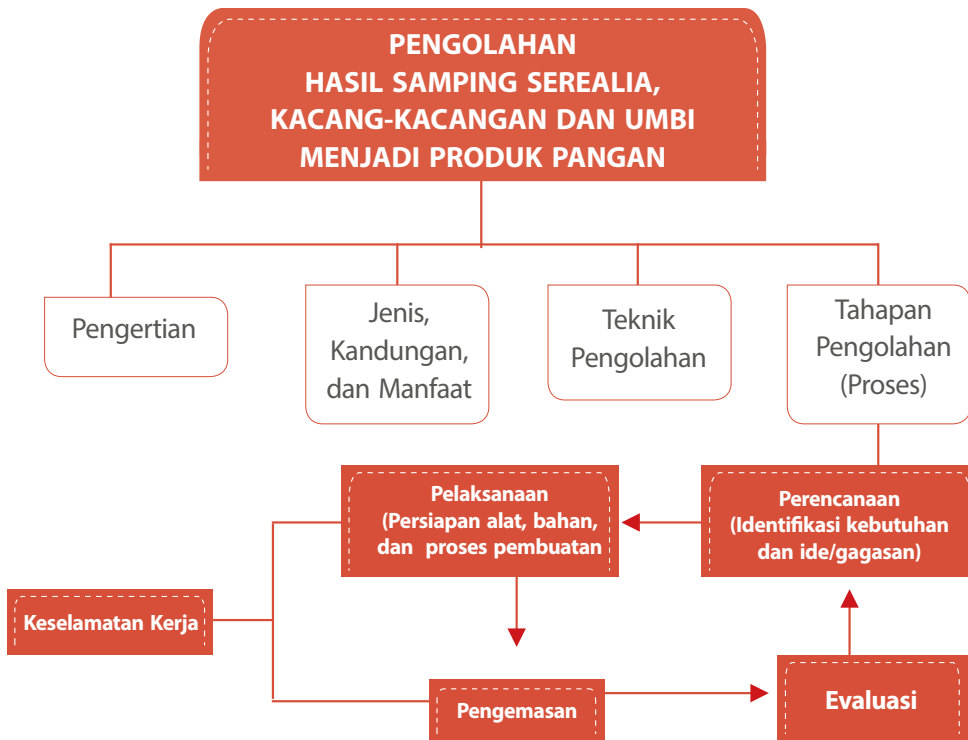 PENGOLAHAN
HASIL SAMPING SEREALIA,
KACANG-KACANGAN DAN UMBI
MENJADI PRODUK PANGAN
Pengertian
Jenis,
Kandungan,
dan Manfaat
Teknik
Pengolahan
Tahapan
Pengolahan
(Proses)
Pelaksanaan
(Persiapan alat, bahan,
dan proses pembuatan
Perencanaan
(Identifikasi kebutuhan
dan ide/gagasan)
Keselamatan Kerja
Pengemasan
Evaluasi